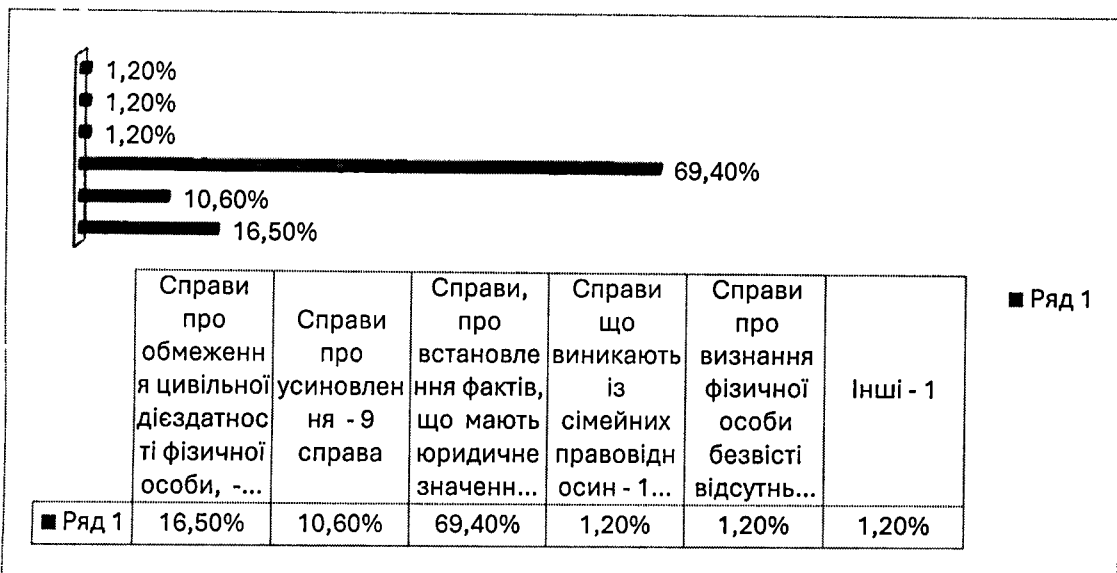 1,20%
1,20%
1,20%
69,40%
10,60%
16,50%
Справи
про
обмеженн
я цивільної
дієздатнос
ті фізичної
особи, -...
Справи
про
усиновлен
ня - 9
справа
Справи,
про
встановле
ння фактів,
що мають
юридичне
значенн...
Справи
що
виникають
із
сімейних
правовідн
осин - 1...
Справи
про
визнання
фізичної
особи
безвісті
відсутнь...
Інші - 1
Ряд 1
16,50%
10,60%
69,40%
1,20%
1,20%
1,20%
Ряд 1